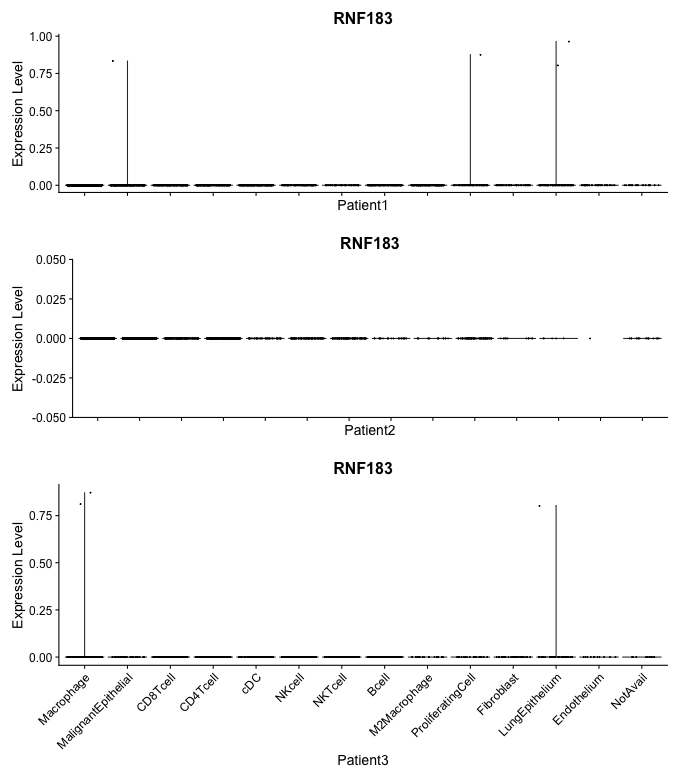 RNF183
Expression Level
1.00
0.75
0.50
0.25
0.00
Patient1
RNF183
Expression Level
0.050
0.025
0.000
-0.025
-0.050
Patient2
RNF183
Expression Level
0.75
0.50
0.25
0.00
Macrophage
MalignantEpithelial
CD8Tcell
CD4Tcell
cDC
NKcell
NKTcell
Bcell
M2Macrophage
ProliferatingCell
Fibroblast
LungEpithelium
Endothelium
NotAvail
Patient3